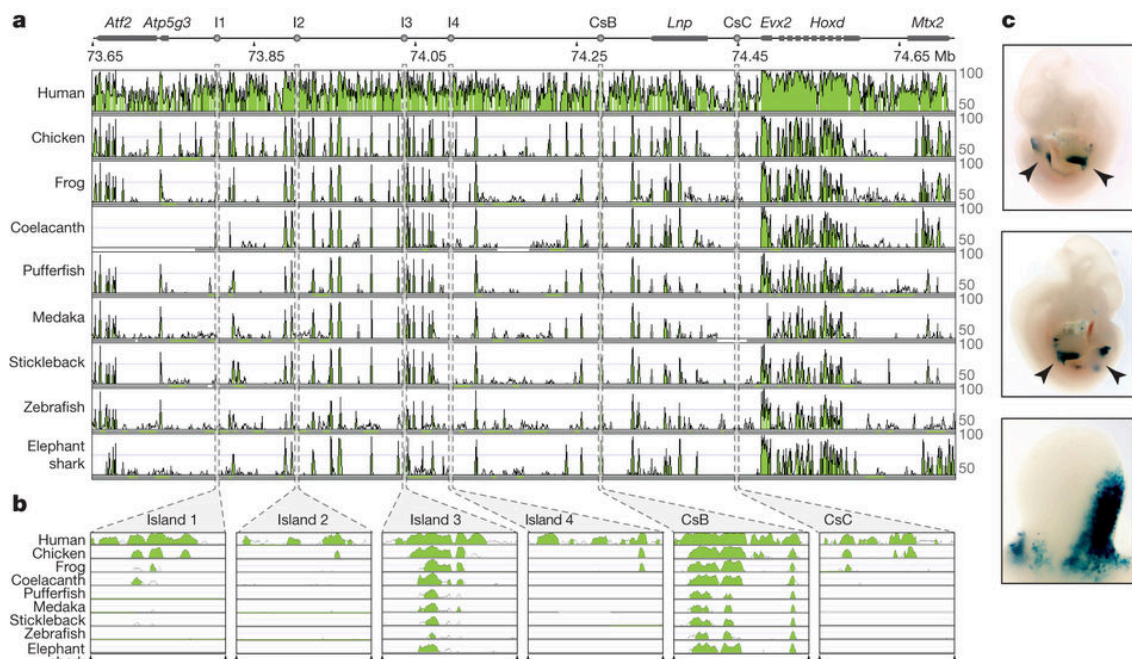 a
Atf2 Atp5g3 I1 I2 I3 I4 CsB Lnp CsC Evx2 Hoxd Mtx2
73.65 73.85 74.05 74.25 74.45 74.65 Mb
Human 100 50
Chicken 100 50
Frog 100 50
Coelacanth 100 50
Pufferfish 100 50
Medaka 100 50
Stickleback 100 50
Zebrafish 100 50
Elephant 100
shark 50
b
Island 1 Island 2 Island 3 Island 4 CsB CsC
Human
Chicken
Frog
Coelacanth
Pufferfish
Medaka
Stickleback
Zebrafish
Elephant
c